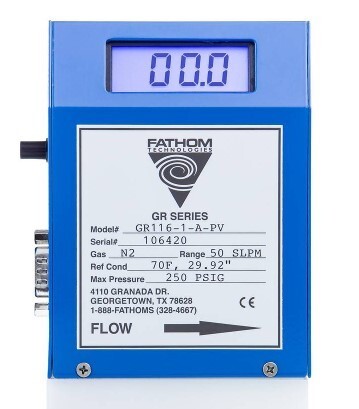 00.0
FATHOM
TECHNOLOGIES
GR SERIES
Model# GR116-1-A-PV
Serial# 106420
Gas N2 Range 50 SLPM
Ref Cond 70F, 29.92"
Max Pressure 250 PSIG
4110 GRANADA DR.
GEORGETOWN, TX 78628
1-888-FATHOMS (328-4667)
CE
FLOW